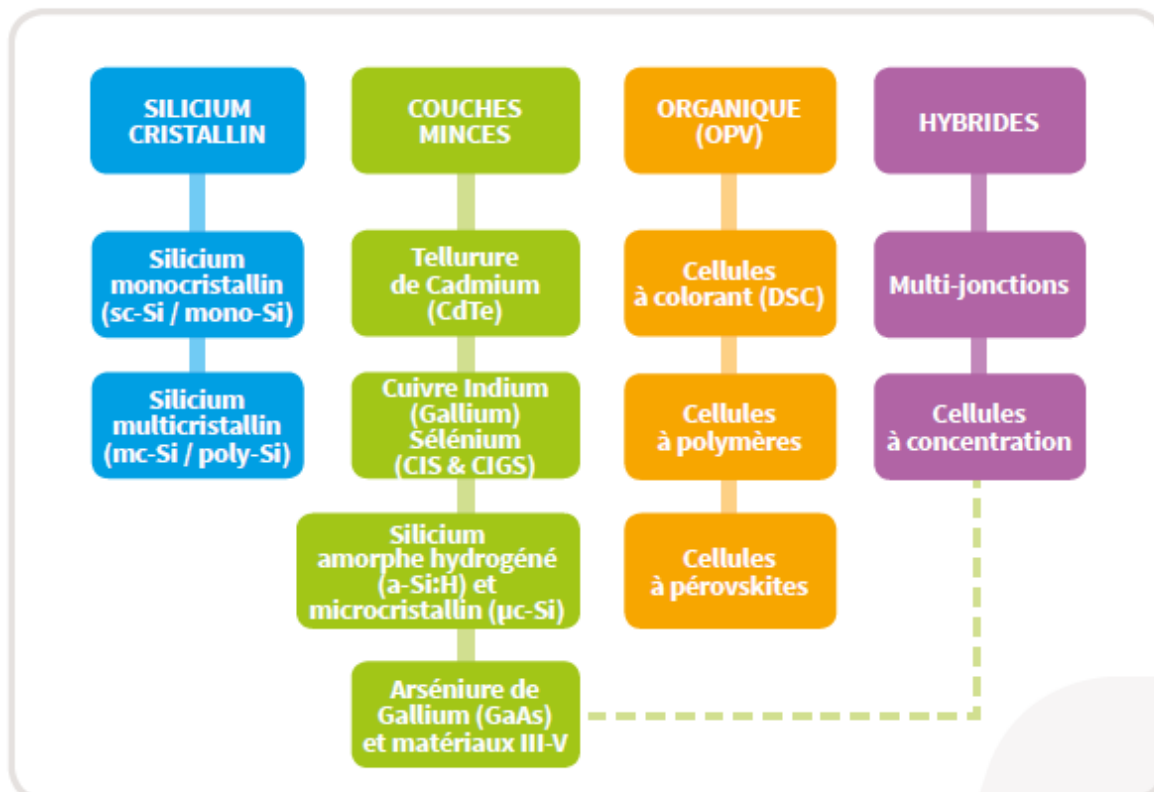 SILICIUM
CRISTALLIN
Silicium
monocristallin
(sc-Si / mono-Si)
Silicium
multicristallin
(mc-Si / poly-Si)
COUCHES
MINCES
Tellurure
de Cadmium
(CdTe)
Cuivre Indium
(Gallium)
Sélénium
(CIS & CIGS)
Silicium
amorphe hydrogéné
(a-Si:H) et
microcristallin (µc-Si)
Arséniure de
Gallium (GaAs)
et matériaux III-V
ORGANIQUE
(OPV)
Cellules
à colorant (DSC)
Cellules
à polymères
Cellules
à pérovskites
HYBRIDES
Multi-jonctions
Cellules
à concentration